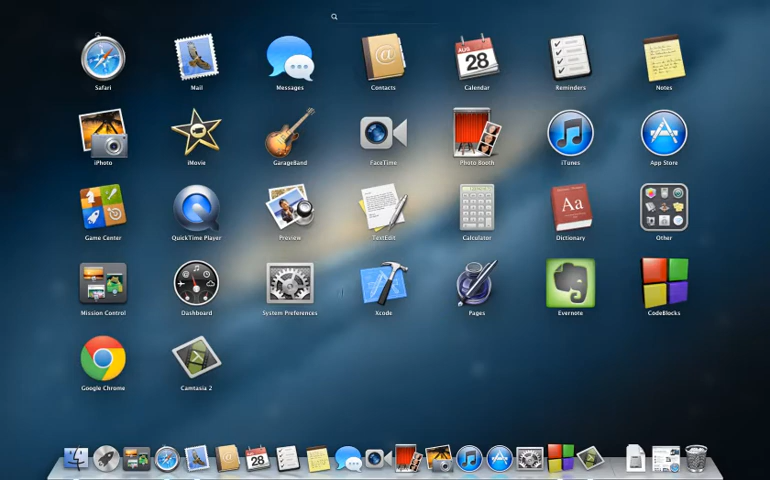 Safari Mail Messages Contacts Calendar Reminders Notes
AUG
28
iPhoto iMovie GarageBand FaceTime Photo Booth iTunes App Store
Game Center QuickTime Player Preview TextEdit Calculator Dictionary Other
Aa
Mission Control Dashboard System Preferences Xcode Pages Evernote CodeBlocks
Google Chrome Camtasia 2
28